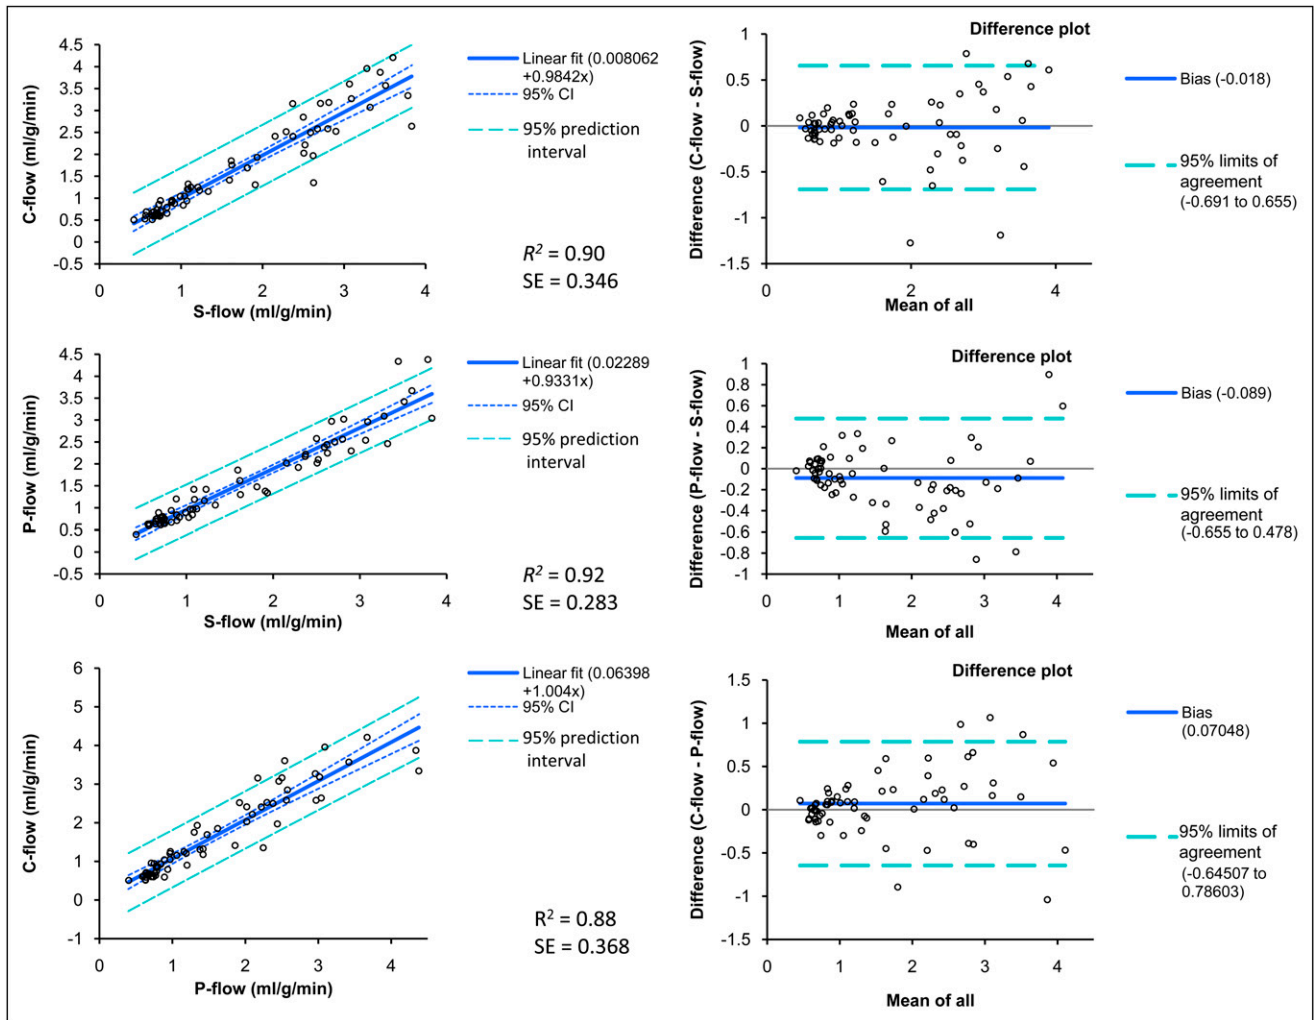 4.5
4
3.5
3
2.5
2
1.5
1
0.5
0
-0.5
C-flow (ml/g/min)
0 1 2 3 4
S-flow (ml/g/min)
Linear fit (0.008062
+0.9842x)
95% CI
95% prediction
interval
R² = 0.90
SE = 0.346
Difference plot
1
0.5
0
-0.5
-1
-1.5
Difference (C-flow - S-flow)
0 2 4
Mean of all
Bias (-0.018)
95% limits of
agreement
(-0.691 to 0.655)
4.5
4
3.5
3
2.5
2
1.5
1
0.5
0
-0.5
P-flow (ml/g/min)
0 1 2 3 4
S-flow (ml/g/min)
Linear fit (0.02289
+0.9331x)
95% CI
95% prediction
interval
R² = 0.92
SE = 0.283
Difference plot
1
0.8
0.6
0.4
0.2
0
-0.2
-0.4
-0.6
-0.8
-1
Difference (P-flow - S-flow)
0 1 2 3 4
Mean of all
Bias (-0.089)
95% limits of
agreement
(-0.655 to 0.478)
6
5
4
3
2
1
0
-1
C-flow (ml/g/min)
0 1 2 3 4
P-flow (ml/g/min)
Linear fit (0.06398
+1.004x)
95% CI
95% prediction
interval
R² = 0.88
SE = 0.368
Difference plot
1.5
1
0.5
0
-0.5
-1
-1.5
Difference (C-flow - P-flow)
0 1 2 3 4
Mean of all
Bias
(0.07048)
95% limits of
agreement
(-0.64507 to
0.78603)